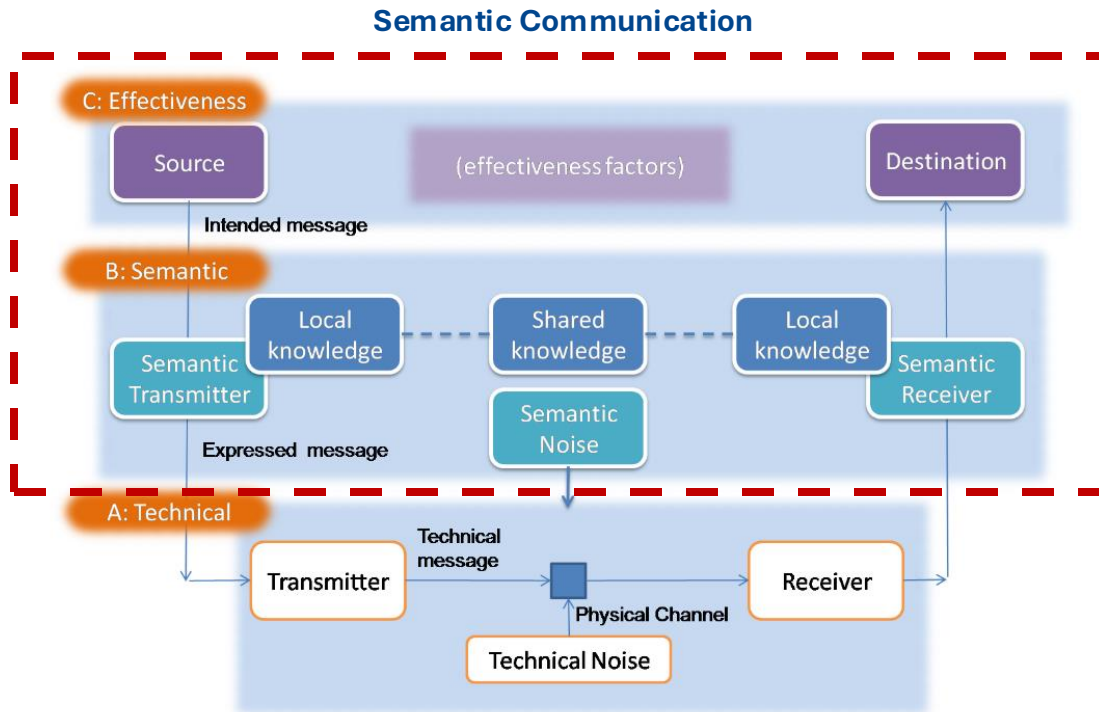 Semantic Communication
C: Effectiveness
Source
(effectiveness factors)
Destination
Intended message
B: Semantic
Local
knowledge
Shared
knowledge
Local
knowledge
Semantic
Transmitter
Semantic
Receiver
Semantic
Noise
Expressed message
A: Technical
Technical
message
Transmitter
Receiver
Physical Channel
Technical Noise